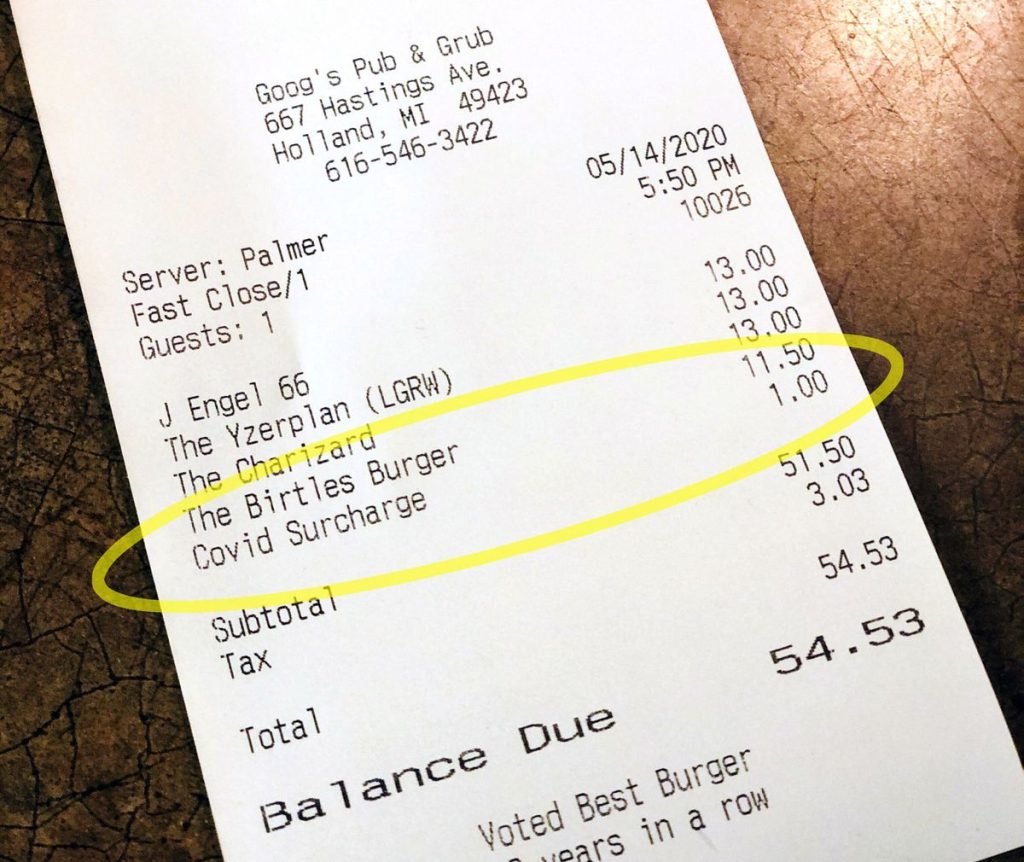 Goog's Pub & Grub
667 Hastings Ave.
Holland, MI 49423
616-546-3422
05/14/2020
5:50 PM
10026
Server: Palmer
Fast Close/1
Guests: 1
J Engel 66 13.00
The Yzerplan (LGRW) 13.00
The Charizard 13.00
The Birtles Burger 11.50
Covid Surcharge 1.00
Subtotal 51.50
Tax 3.03
Total 54.53
Balance Due 54.53
Voted Best Burger
years in a row